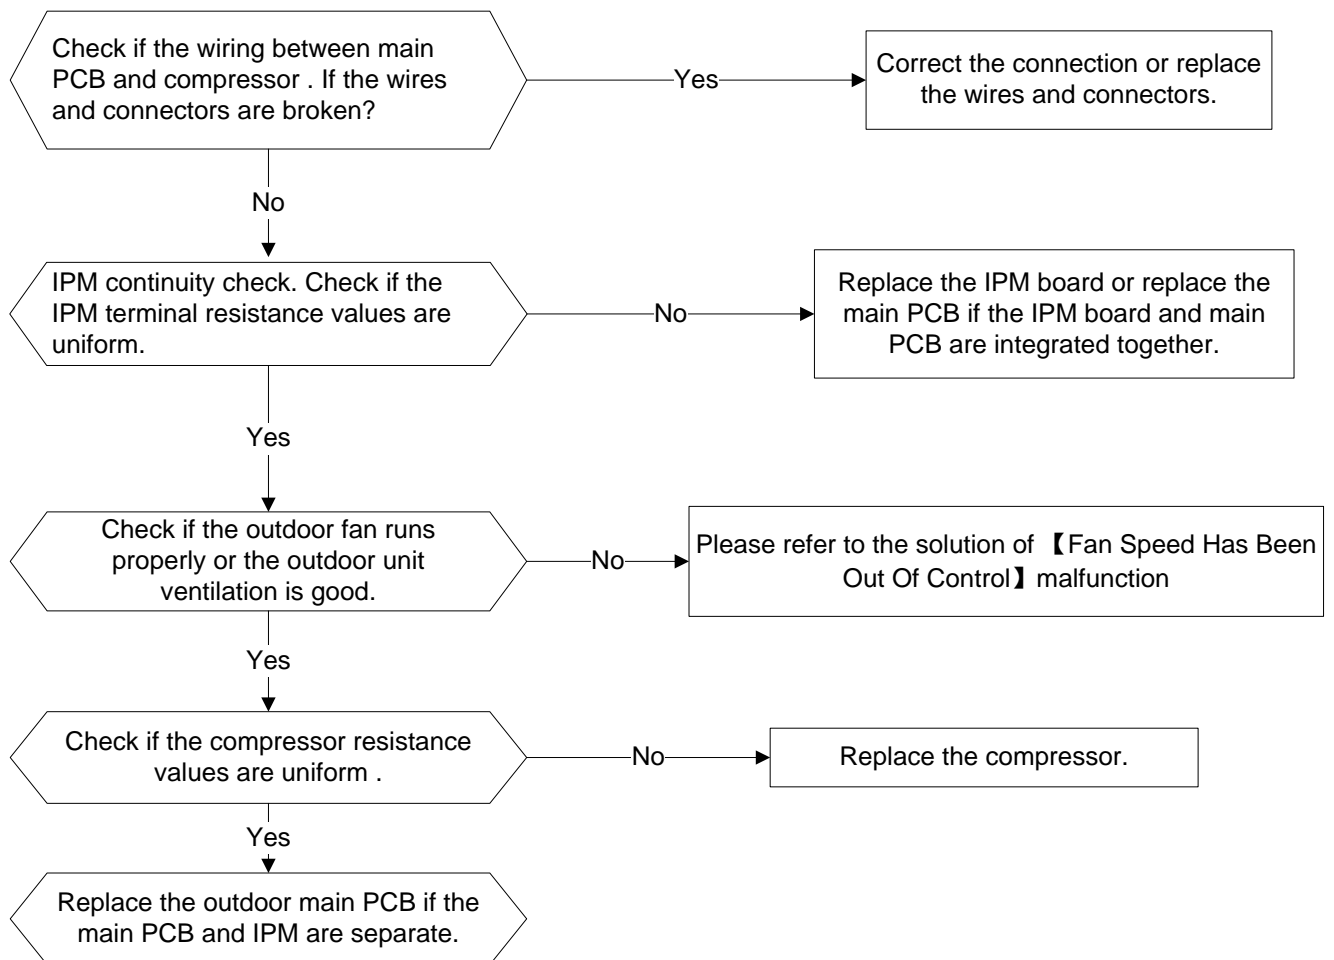 Check if the wiring between main
PCB and compressor . If the wires
and connectors are broken?
Yes
Correct the connection or replace
the wires and connectors.
No
IPM continuity check. Check if the
IPM terminal resistance values are
uniform.
No
Replace the IPM board or replace the
main PCB if the IPM board and main
PCB are integrated together.
Yes
Check if the outdoor fan runs
properly or the outdoor unit
ventilation is good.
No
Please refer to the solution of 【Fan Speed Has Been
Out Of Control】malfunction
Yes
Check if the compressor resistance
values are uniform .
No
Replace the compressor.
Yes
Replace the outdoor main PCB if the
main PCB and IPM are separate.